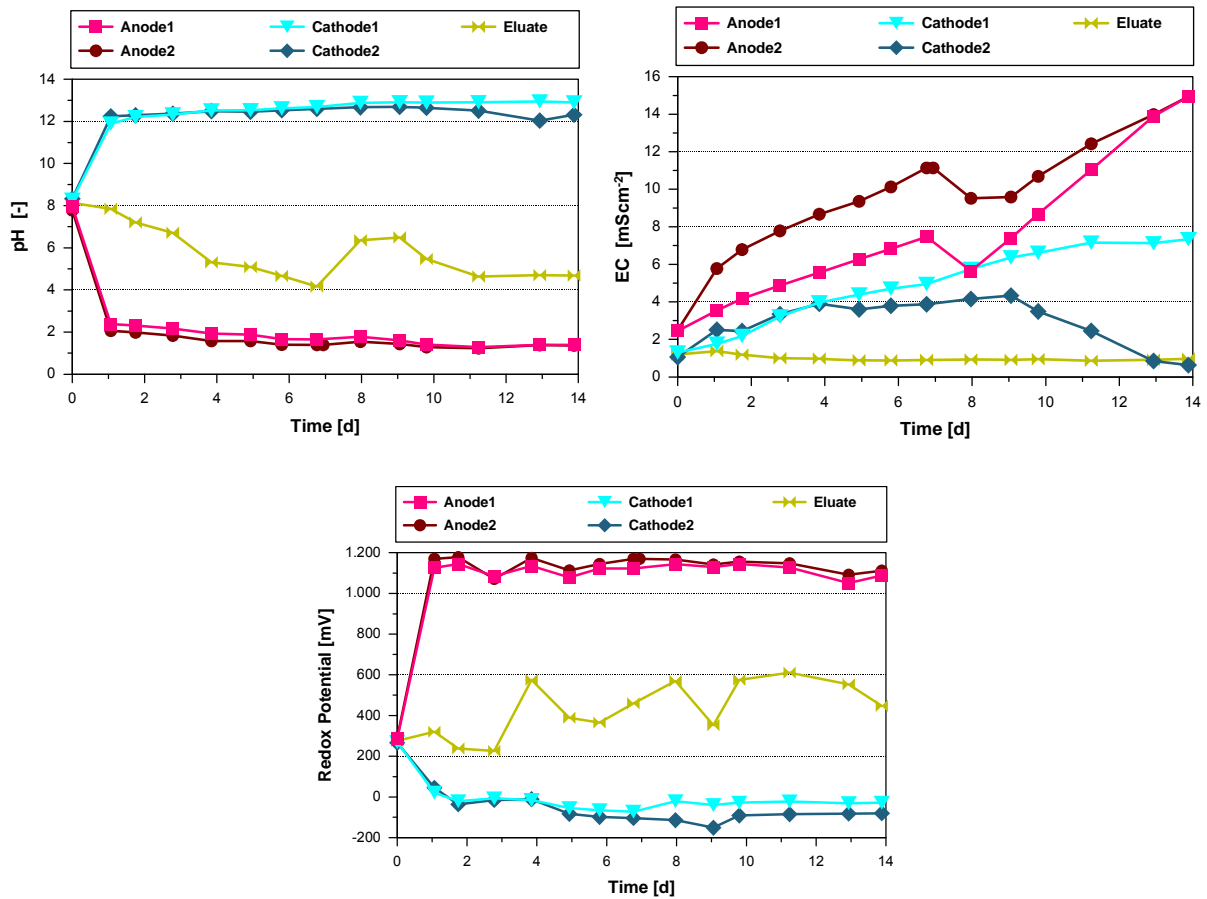 Anode1 Cathode1 Eluate
Anode2 Cathode2
14
12
10
8
6
4
2
0
pH [-]
0 2 4 6 8 10 12 14
Time [d]
Anode1 Cathode1 Eluate
Anode2 Cathode2
16
14
12
10
8
6
4
2
0
EC [mScm-2]
0 2 4 6 8 10 12 14
Time [d]
Anode1 Cathode1 Eluate
Anode2 Cathode2
1.200
1.000
800
600
400
200
0
-200
Redox Potential [mV]
0 2 4 6 8 10 12 14
Time [d]